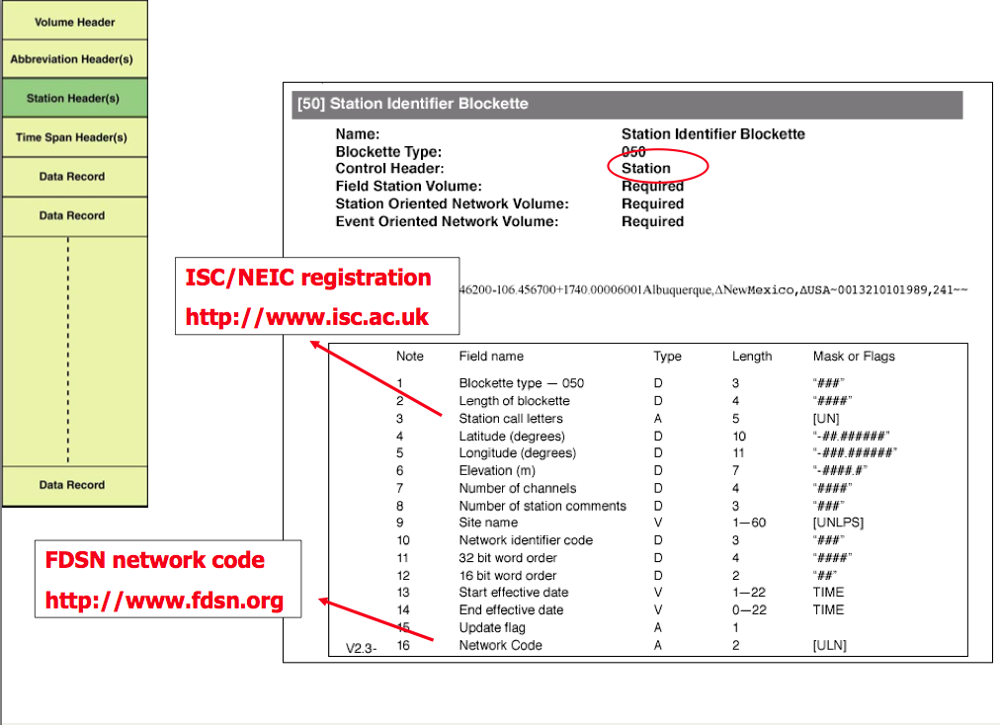 Volume Header
Abbreviation Header(s)
Station Header(s)
Time Span Header(s)
Data Record
Data Record
Data Record
[50] Station Identifier Blockette
Name: Station Identifier Blockette
Blockette Type: 050
Control Header: Station
Field Station Volume: Required
Station Oriented Network Volume: Required
Event Oriented Network Volume: Required
ISC/NEIC registration
http://www.isc.ac.uk
46200-106.456700+1740.00006001Albuquerque,ΔNewMexico,ΔUSA~0013210101989,241~~
Note Field name Type Length Mask or Flags
1 Blockette type — 050 D 3 "###"
2 Length of blockette D 4 "####"
3 Station call letters A 5 [UN]
4 Latitude (degrees) D 10 "-##.######"
5 Longitude (degrees) D 11 "-###.######"
6 Elevation (m) D 7 "-####.#"
7 Number of channels D 4 "####"
8 Number of station comments D 3 "###"
9 Site name V 1—60 [UNLPS]
10 Network identifier code D 3 "###"
11 32 bit word order D 4 "####"
12 16 bit word order D 2 "##"
13 Start effective date V 1—22 TIME
14 End effective date V 0—22 TIME
15 Update flag A 1
V2.3- 16 Network Code A 2 [ULN]
FDSN network code
http://www.fdsn.org